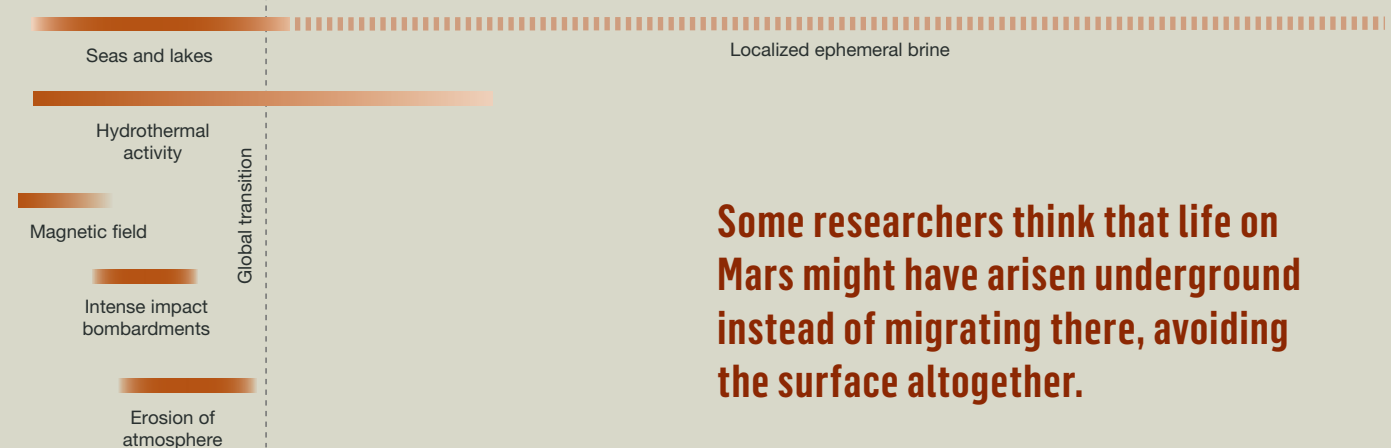 Seas and lakes
Localized ephemeral brine
Hydrothermal
activity
Global transition
Magnetic field
Intense impact
bombardments
Erosion of
atmosphere
Some researchers think that life on
Mars might have arisen underground
instead of migrating there, avoiding
the surface altogether.